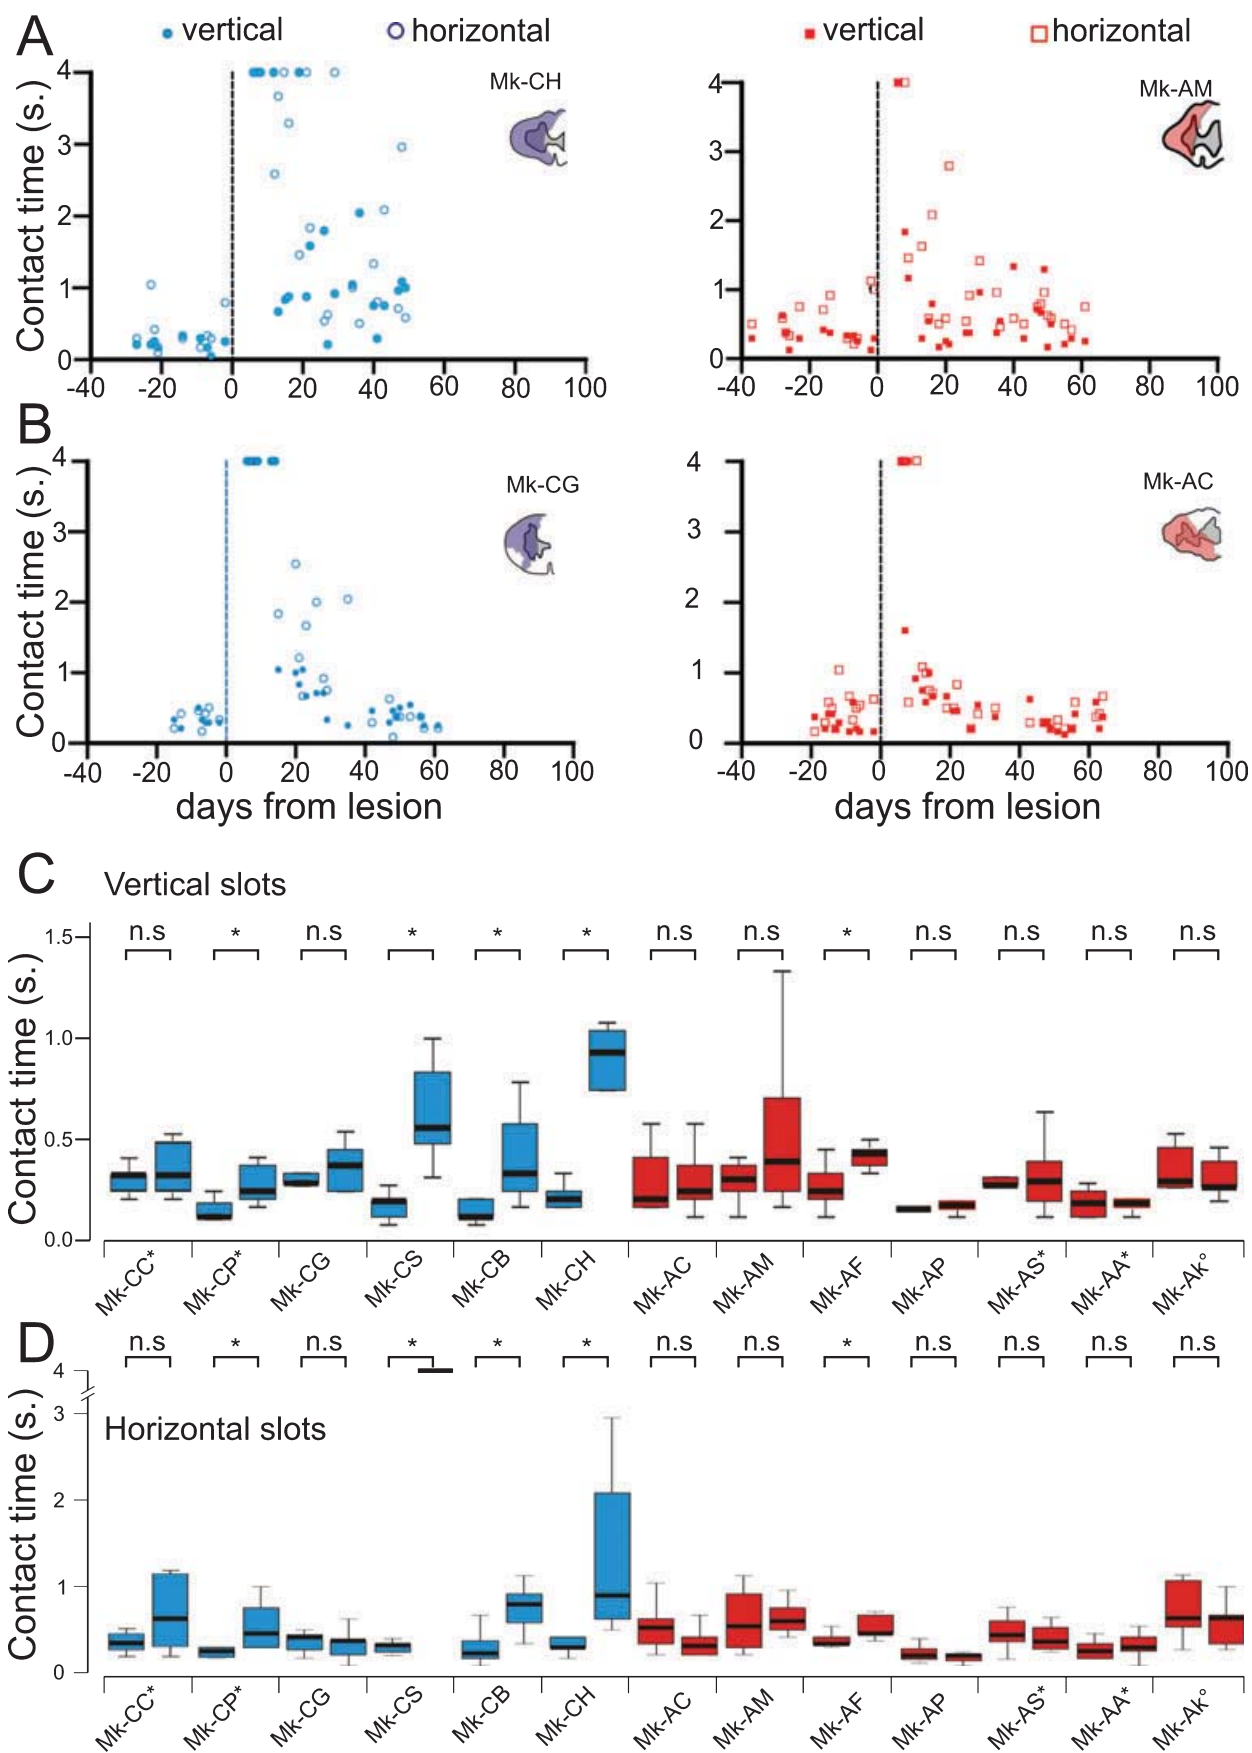 A
vertical
horizontal
vertical
horizontal
Contact time (s.)
4
3
2
1
0
-40 -20 0 20 40 60 80 100
Mk-CH
4
3
2
1
0
-40 -20 0 20 40 60 80 100
Mk-AM
B
Contact time (s.)
4
3
2
1
0
-40 -20 0 20 40 60 80 100
days from lesion
Mk-CG
4
3
2
1
0
-40 -20 0 20 40 60 80 100
days from lesion
Mk-AC
C
Vertical slots
n.s * n.s * * * n.s n.s * n.s n.s n.s n.s
Contact time (s.)
1.5
1.0
0.5
0.0
Mk-CC* Mk-CP* Mk-CG Mk-CS Mk-CB Mk-CH Mk-AC Mk-AM Mk-AF Mk-AP Mk-AS* Mk-AA* Mk-Ak°
D
n.s * n.s * * * n.s n.s * n.s n.s n.s n.s
Horizontal slots
Contact time (s.)
4
3
2
1
0
Mk-CC* Mk-CP* Mk-CG Mk-CS Mk-CB Mk-CH Mk-AC Mk-AM Mk-AF Mk-AP Mk-AS* Mk-AA* Mk-Ak°